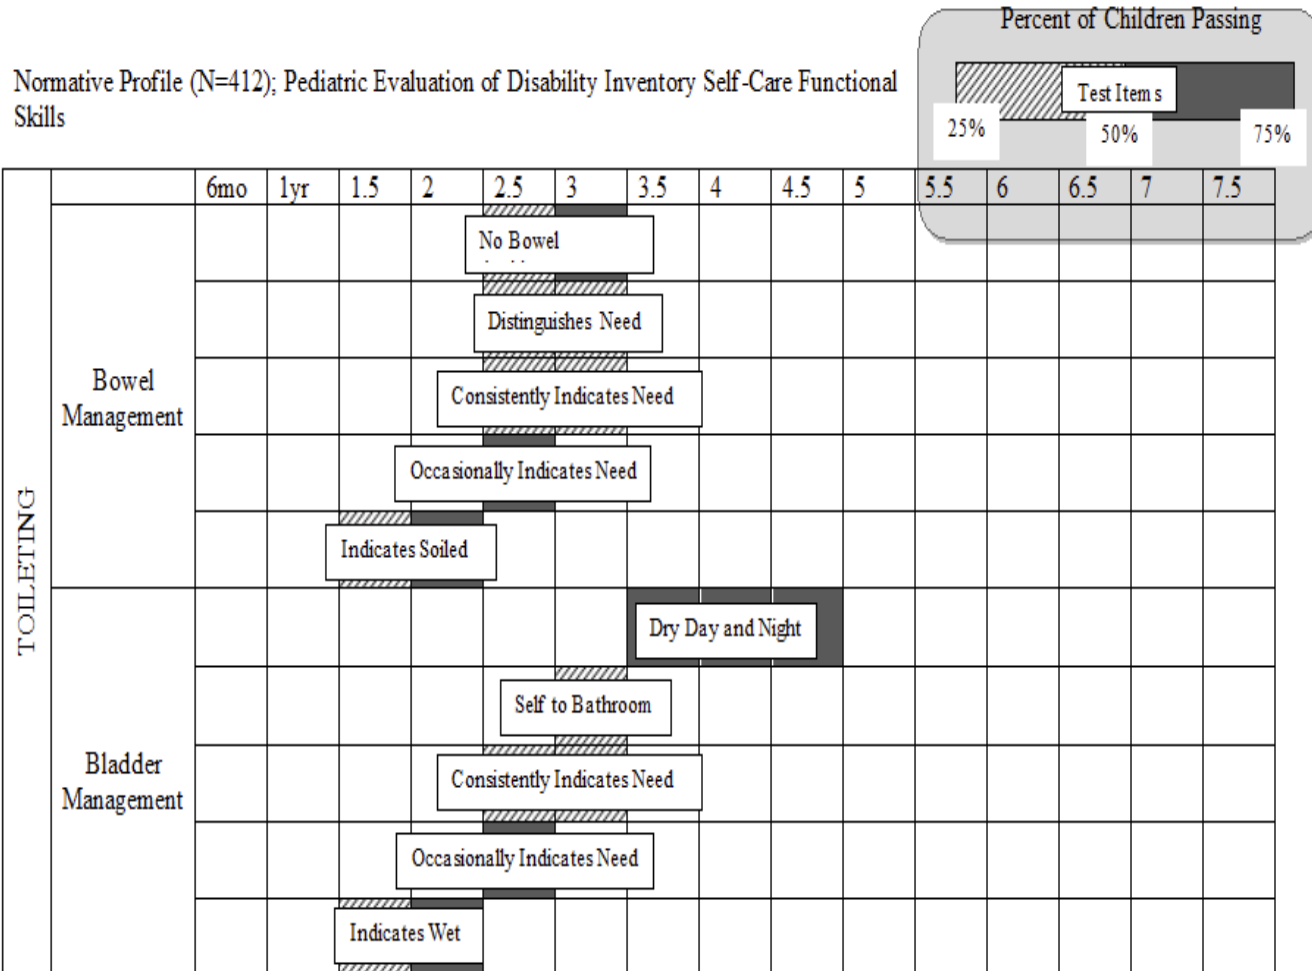 Percent of Children Passing
Normative Profile (N=412); Pediatric Evaluation of Disability Inventory Self-Care Functional
Skills
Test Items
25% 50% 75%
6mo 1yr 1.5 2 2.5 3 3.5 4 4.5 5 5.5 6 6.5 7 7.5
TOILETING
Bowel
Management
No Bowel
Distinguishes Need
Consistently Indicates Need
Occasionally Indicates Need
Indicates Soiled
Bladder
Management
Dry Day and Night
Self to Bathroom
Consistently Indicates Need
Occasionally Indicates Need
Indicates Wet